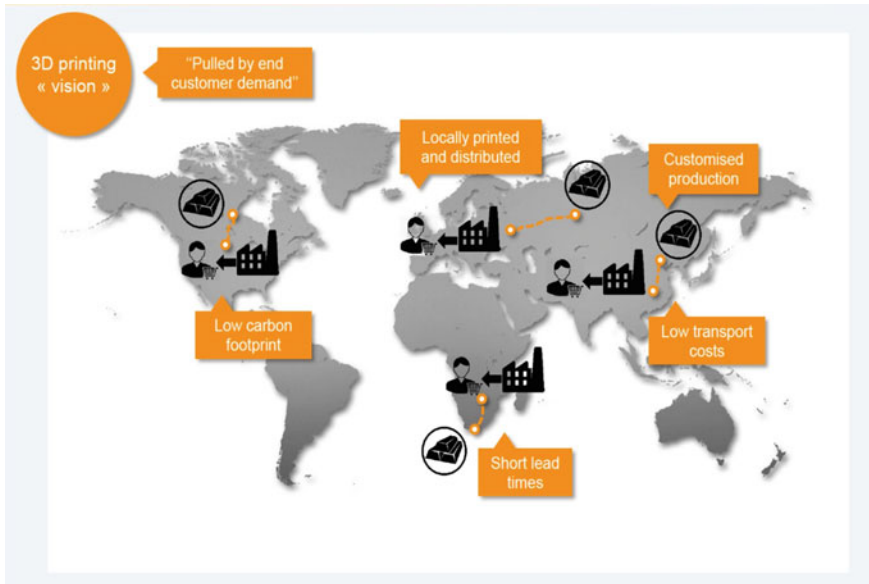 3D printing
« vision »
“Pulled by end
customer demand”
Locally printed
and distributed
Customised
production
Low carbon
footprint
Low transport
costs
Short lead
times